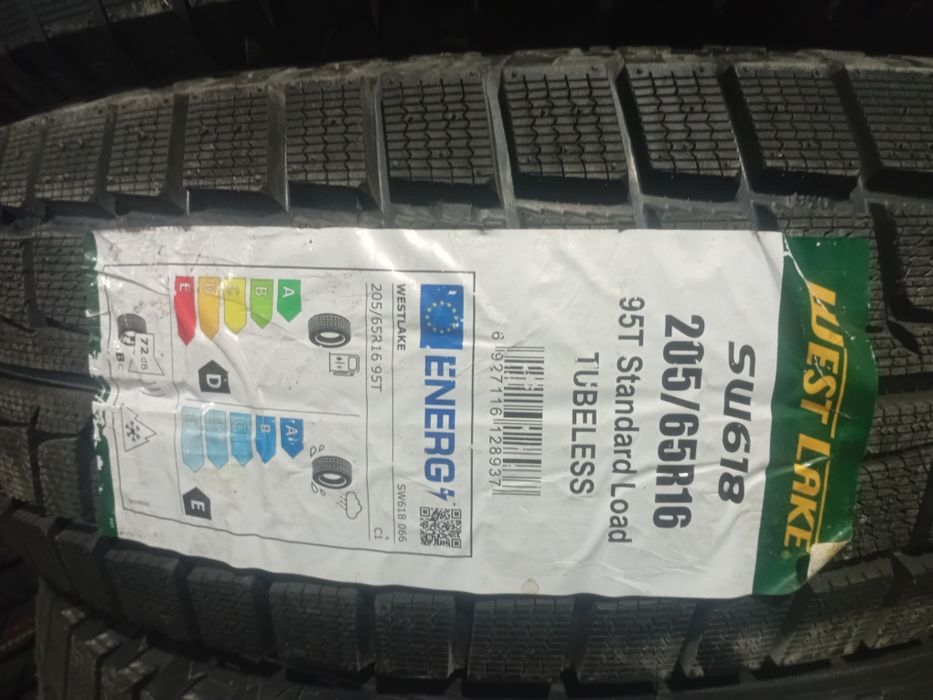 WEST LAKE®
SW618
205/65R16
95T Standard Load
TUBELESS
6 927116 128937
ENERG
WESTLAKE SW618 066
205/65R16 95T C1
A
B
C
D
E
D
A
B
C
D
E
E
72 dB
B C